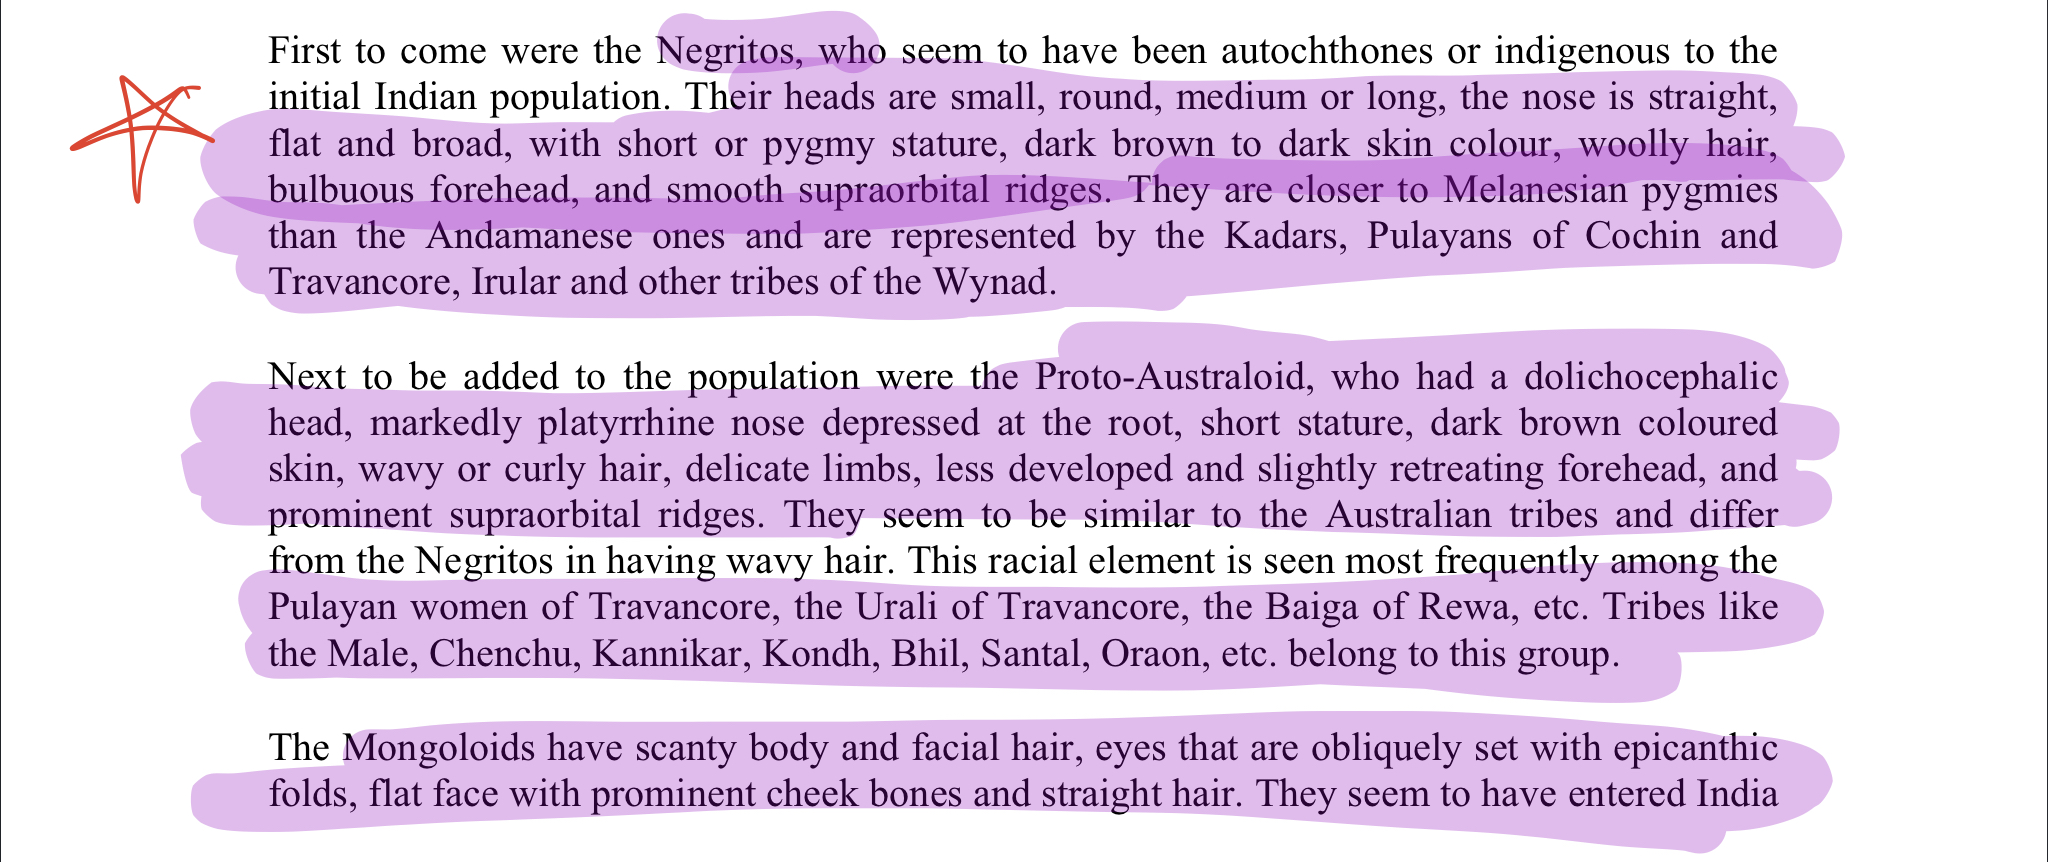 First to come were the Negritos, who seem to have been autochthones or indigenous to the
initial Indian population. Their heads are small, round, medium or long, the nose is straight,
flat and broad, with short or pygmy stature, dark brown to dark skin colour, woolly hair,
bulbuous forehead, and smooth supraorbital ridges. They are closer to Melanesian pygmies
than the Andamanese ones and are represented by the Kadars, Pulayans of Cochin and
Travancore, Irular and other tribes of the Wynad.
Next to be added to the population were the Proto-Australoid, who had a dolichocephalic
head, markedly platyrrhine nose depressed at the root, short stature, dark brown coloured
skin, wavy or curly hair, delicate limbs, less developed and slightly retreating forehead, and
prominent supraorbital ridges. They seem to be similar to the Australian tribes and differ
from the Negritos in having wavy hair. This racial element is seen most frequently among the
Pulayan women of Travancore, the Urali of Travancore, the Baiga of Rewa, etc. Tribes like
the Male, Chenchu, Kannikar, Kondh, Bhil, Santal, Oraon, etc. belong to this group.
The Mongoloids have scanty body and facial hair, eyes that are obliquely set with epicanthic
folds, flat face with prominent cheek bones and straight hair. They seem to have entered India